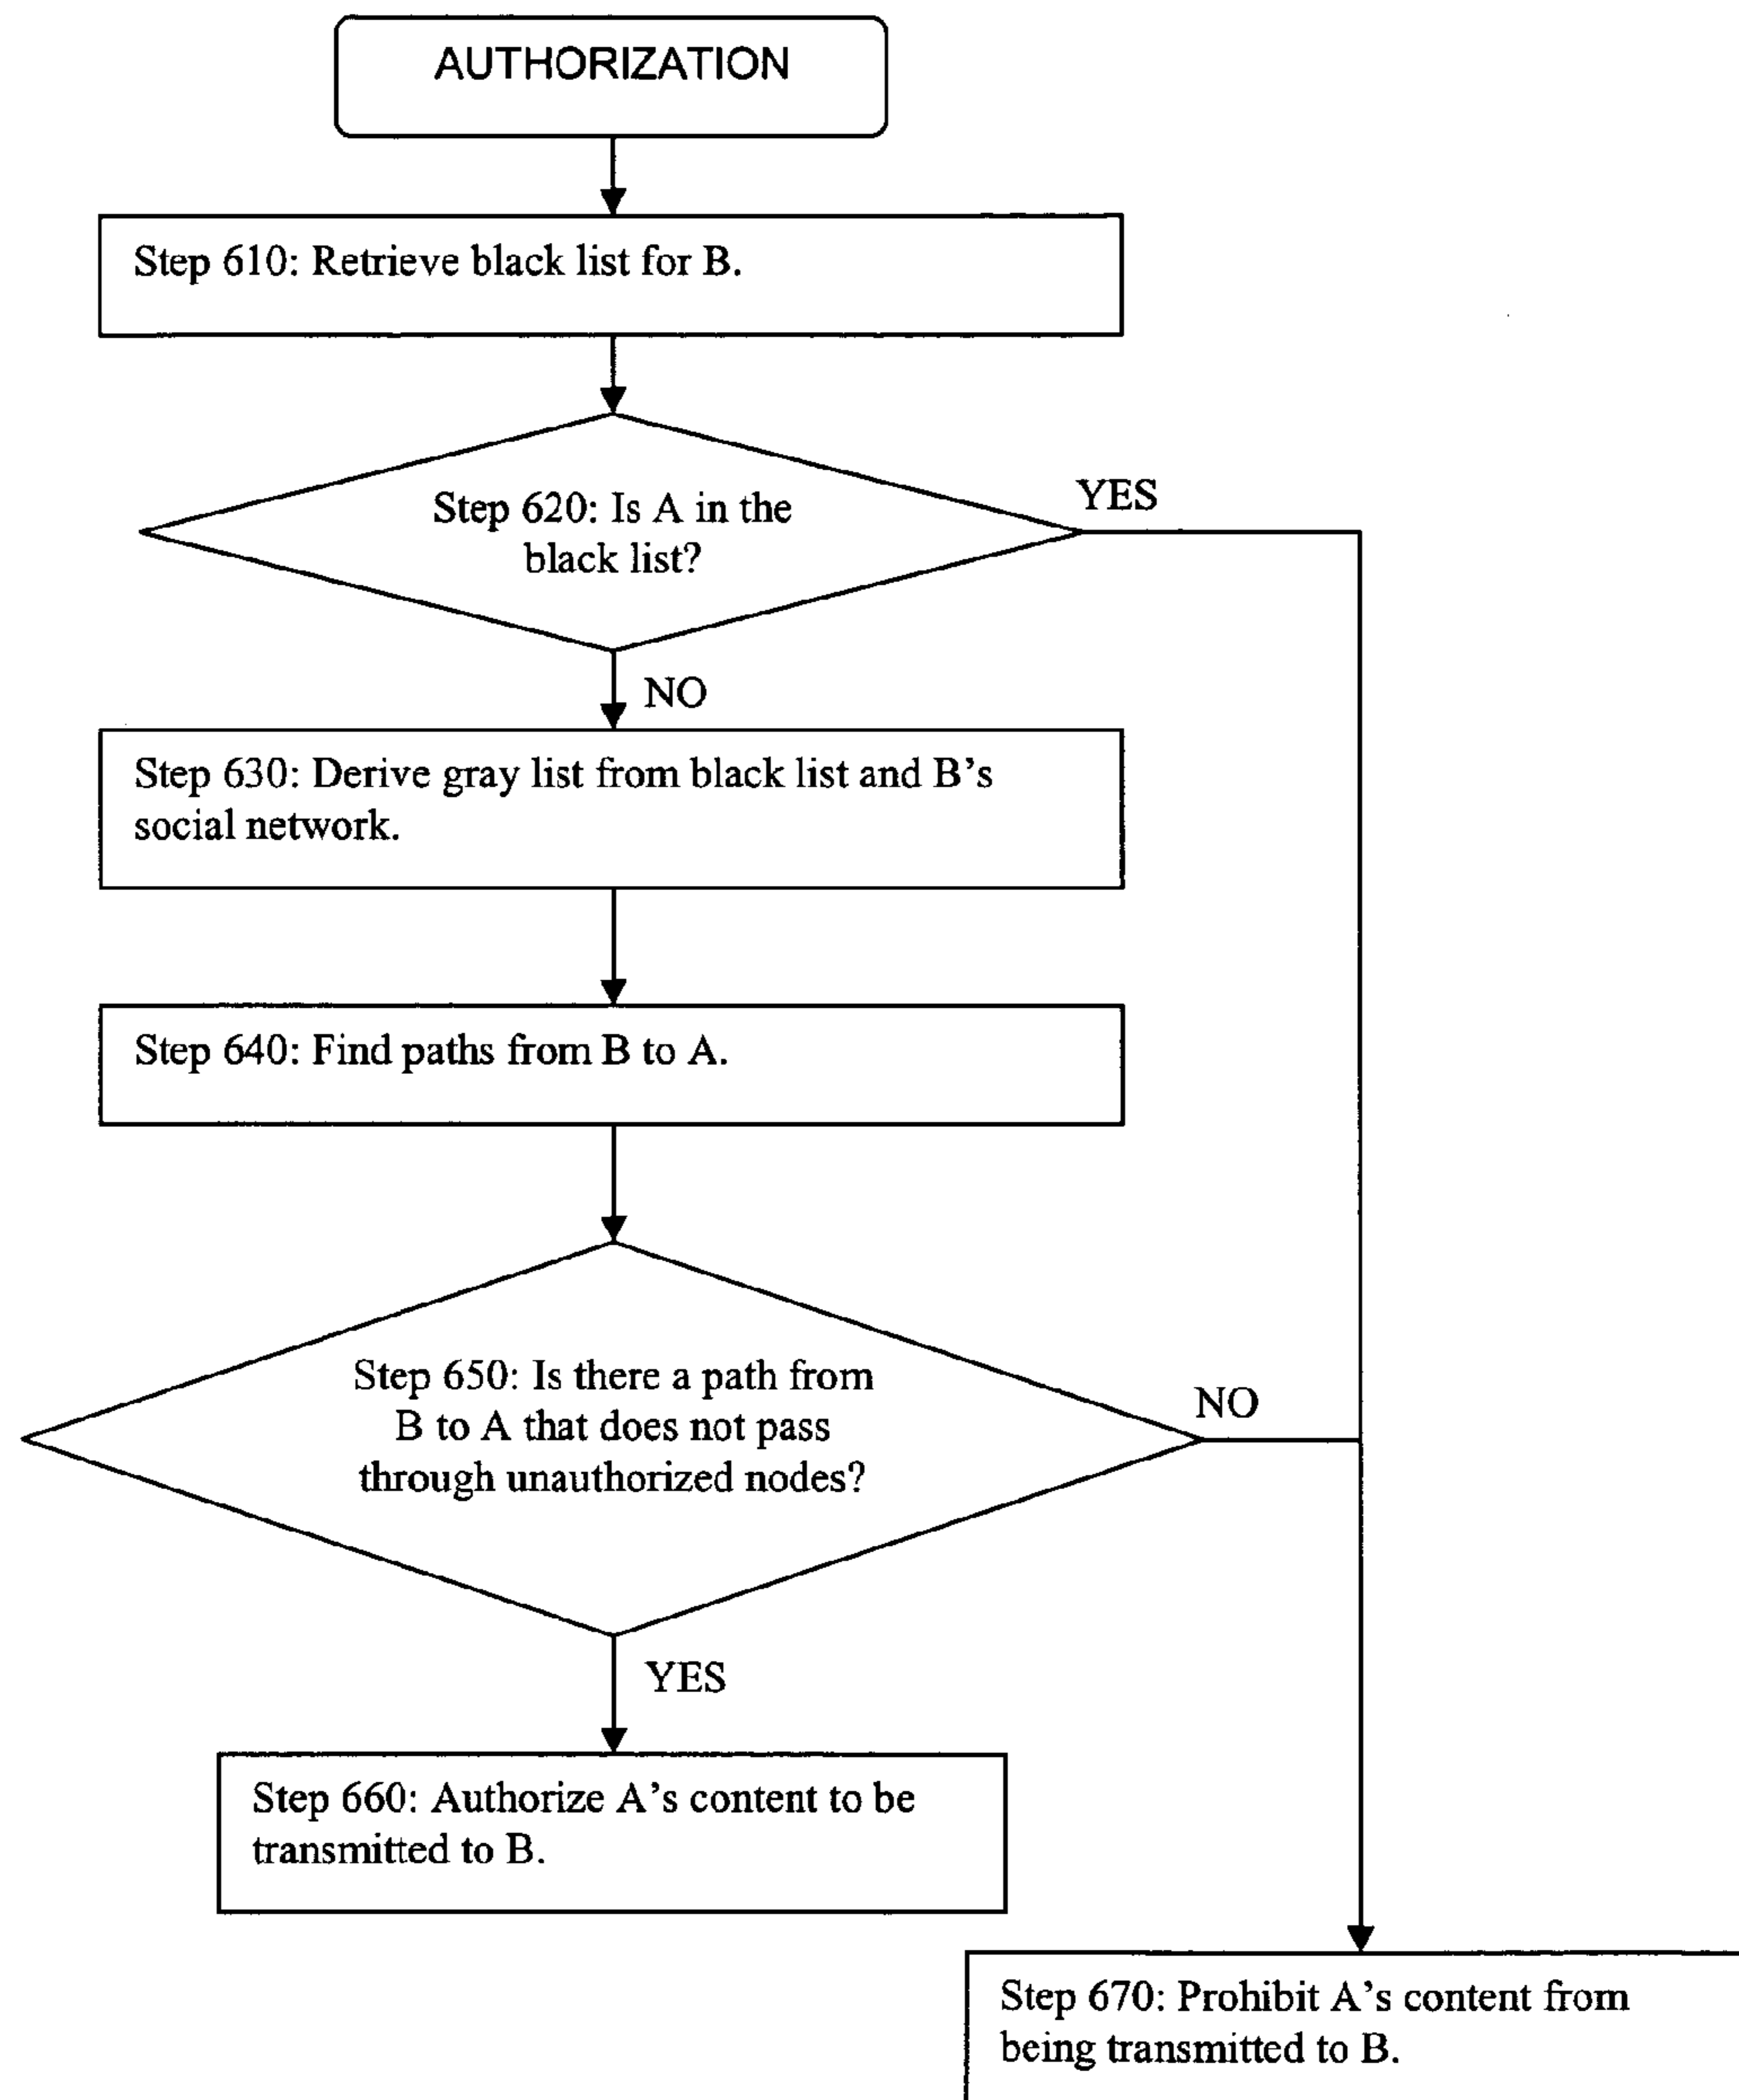 AUTHORIZATION
Step 610: Retrieve black list for B.
Step 620: Is A in the
black list?
YES
NO
Step 630: Derive gray list from black list and B's
social network.
Step 640: Find paths from B to A.
Step 650: Is there a path from
B to A that does not pass
through unauthorized nodes?
NO
YES
Step 660: Authorize A's content to be
transmitted to B.
Step 670: Prohibit A's content from
being transmitted to B.